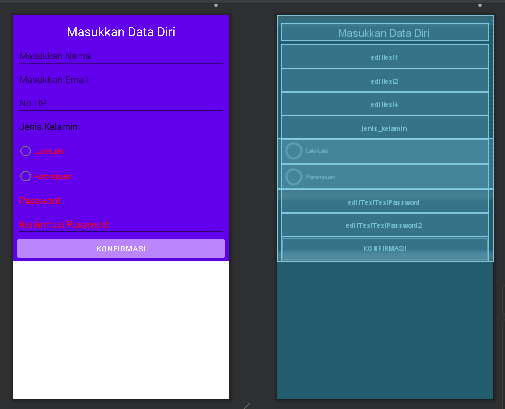 Masukkan Data Diri
Masukkan Nama
Masukkan Email
No HP
Jenis Kelamin
Laki-Laki
Perempuan
Password
Konfirmasi Password
KONFIRMASI
Masukkan Data Diri
editText1
editText2
editText4
Jenis_kelamin
Laki-Laki
Perempuan
editTextTextPassword
editTextTextPassword2
KONFIRMASI